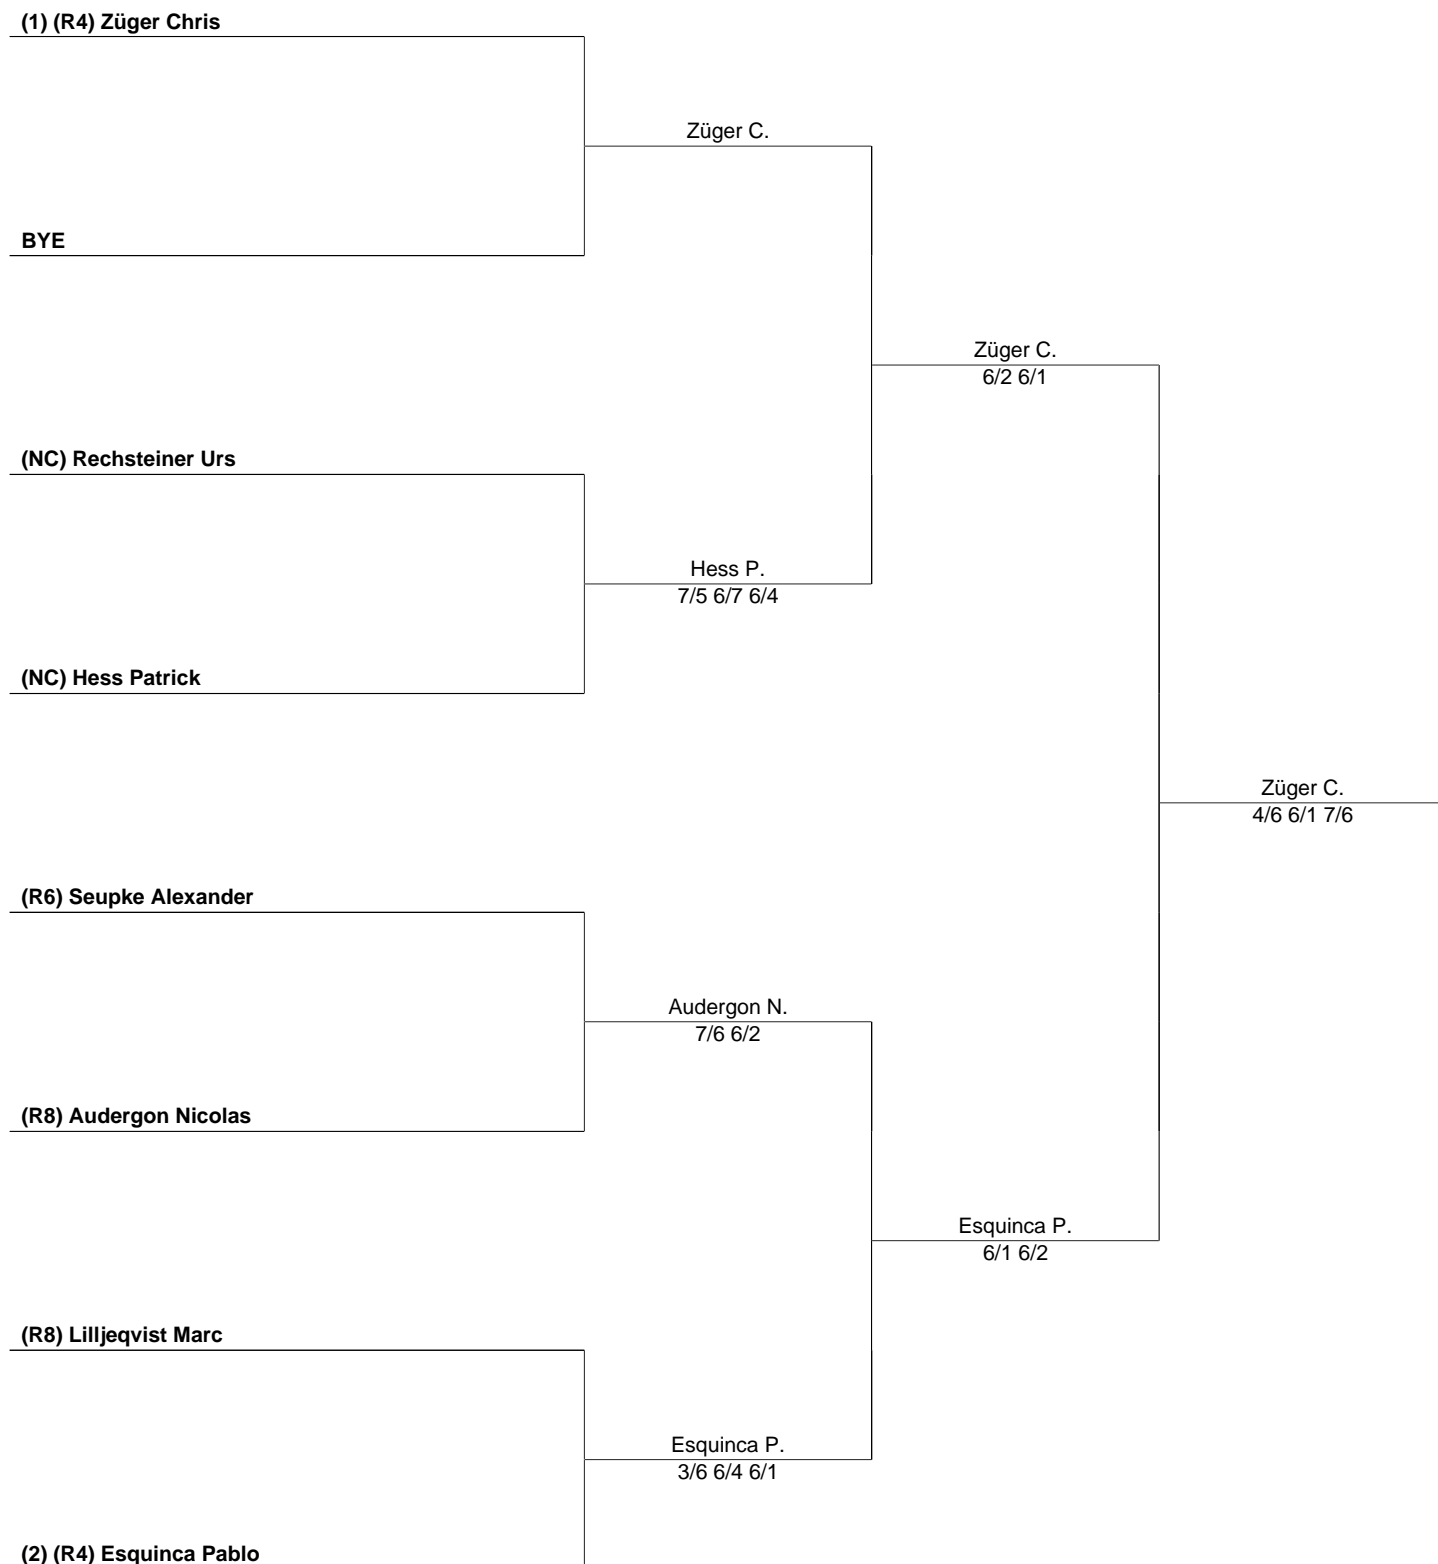 (1) (R4) Züger Chris
Züger C.
BYE
Züger C.
6/2 6/1
(NC) Rechsteiner Urs
Hess P.
7/5 6/7 6/4
(NC) Hess Patrick
Züger C.
4/6 6/1 7/6
(R6) Seupke Alexander
Audergon N.
7/6 6/2
(R8) Audergon Nicolas
Esquinca P.
6/1 6/2
(R8) Lilljeqvist Marc
Esquinca P.
3/6 6/4 6/1
(2) (R4) Esquinca Pablo